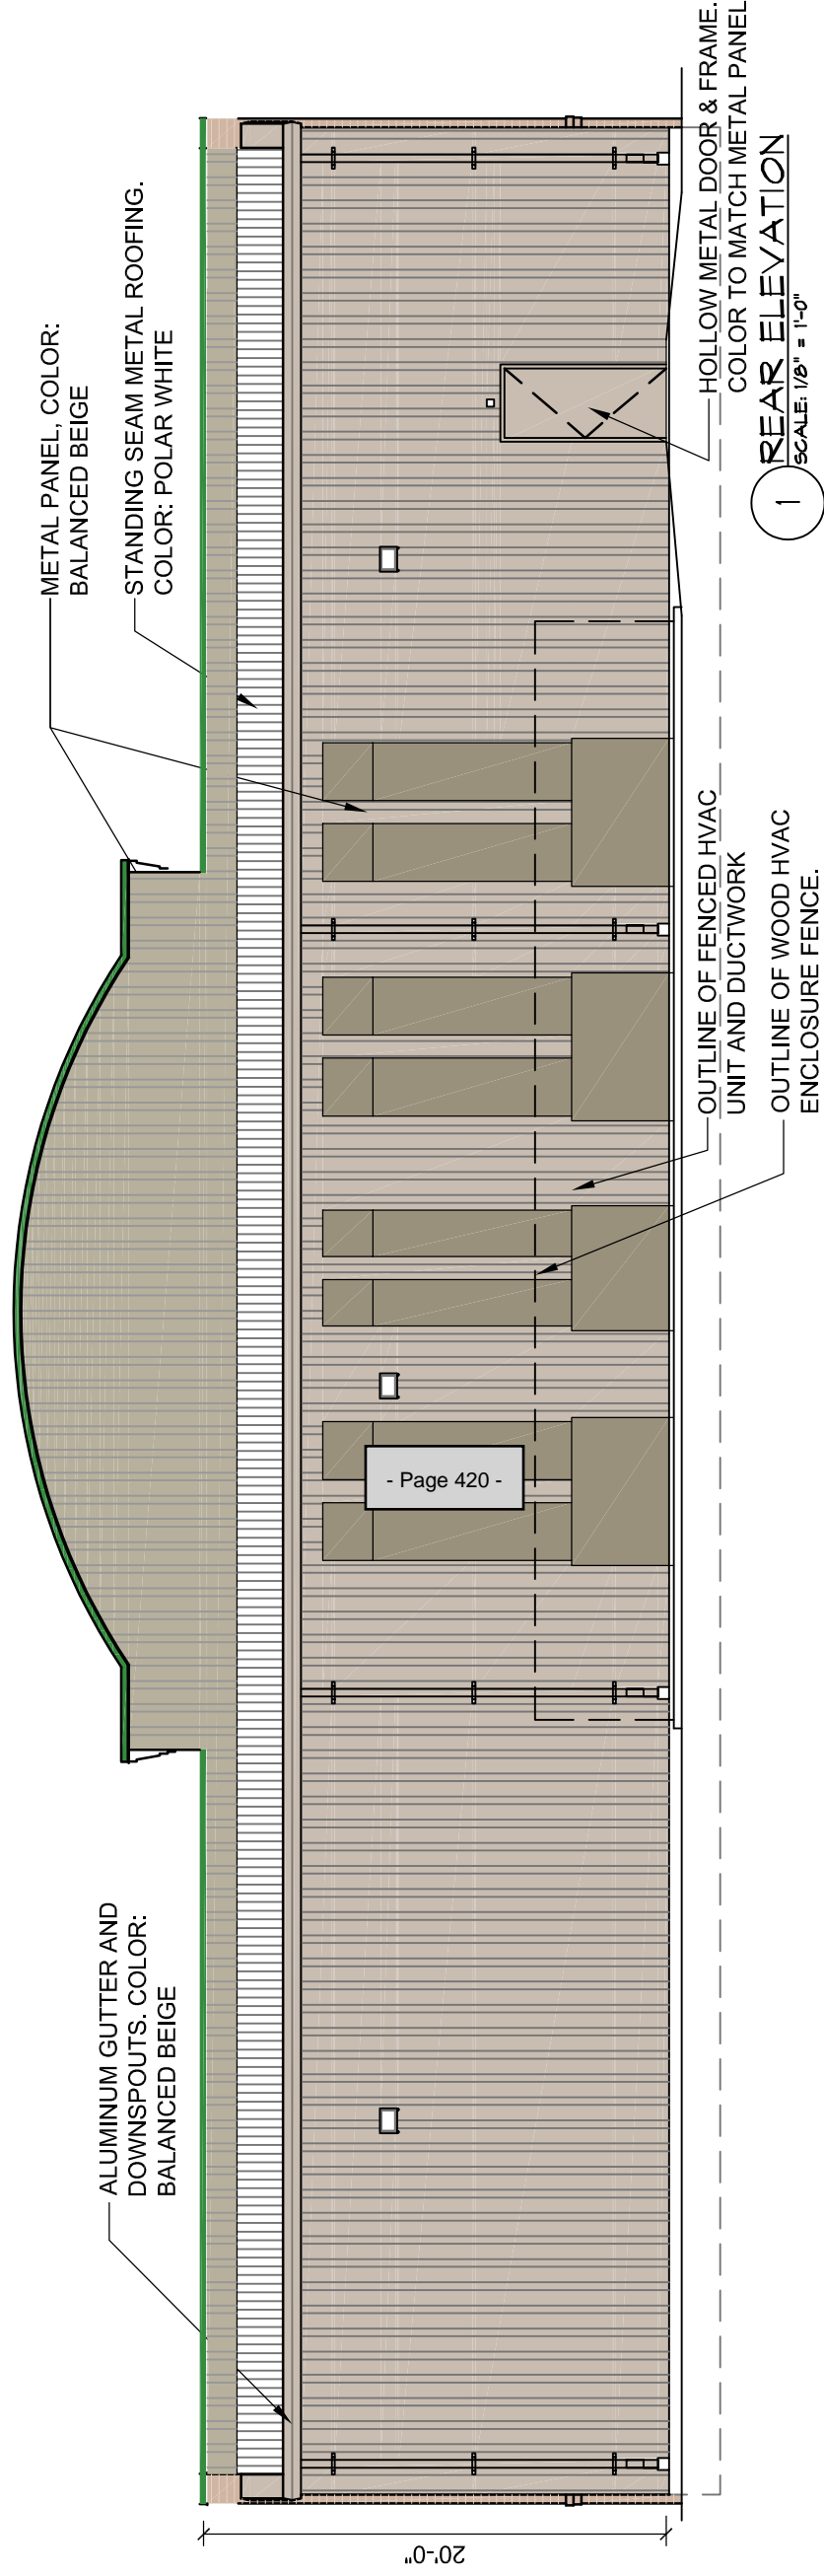 ALUMINUM GUTTER AND
DOWNSPOUTS. COLOR:
BALANCED BEIGE
METAL PANEL, COLOR:
BALANCED BEIGE
STANDING SEAM METAL ROOFING.
COLOR: POLAR WHITE
20'-0"
- Page 420 -
OUTLINE OF FENCED HVAC
UNIT AND DUCTWORK
OUTLINE OF WOOD HVAC
ENCLOSURE FENCE.
HOLLOW METAL DOOR & FRAME.
COLOR TO MATCH METAL PANEL
1
REAR ELEVATION
SCALE: 1/8" = 1'-0"